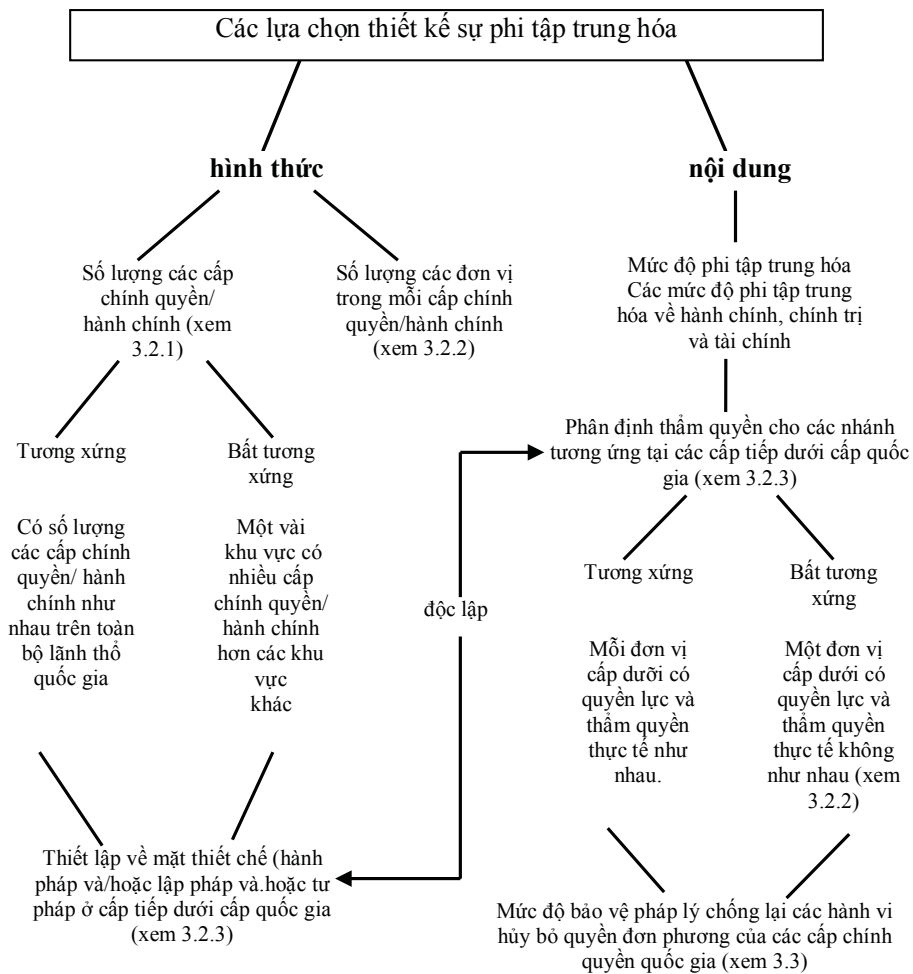 Các lựa chọn thiết kế sự phi tập trung hóa
hình thức
nội dung
Số lượng các cấp
chính quyền/
hành chính (xem
3.2.1)
Số lượng các đơn vị
trong mỗi cấp chính
quyền/hành chính
(xem 3.2.2)
Mức độ phi tập trung hóa
Các mức độ phi tập trung
hóa về hành chính, chính trị
và tài chính
Tương xứng
Bất tương
xứng
Phân định thẩm quyền cho các nhánh
tương ứng tại các cấp tiếp dưới cấp quốc
gia (xem 3.2.3)
Có số lượng
các cấp chính
quyền/ hành
chính như
nhau trên toàn
bộ lãnh thổ
quốc gia
Một vài
khu vực có
nhiều cấp
chính quyền/
hành chính
hơn các khu
vực
khác
độc lập
Tương xứng
Bất tương
xứng
Mỗi đơn vị
cấp dưỡi có
quyền lực và
thẩm quyền
thực tế như
nhau.
Một đơn vị
cấp dưới có
quyền lực và
thẩm quyền
thực tế không
như nhau (xem
3.2.2)
Thiết lập về mặt thiết chế (hành
pháp và/hoặc lập pháp và.hoặc tư
pháp ở cấp tiếp dưới cấp quốc gia
(xem 3.2.3)
Mức độ bảo vệ pháp lý chống lại các hành vi
hủy bỏ quyền đơn phương của các cấp chính
quyền quốc gia (xem 3.3)